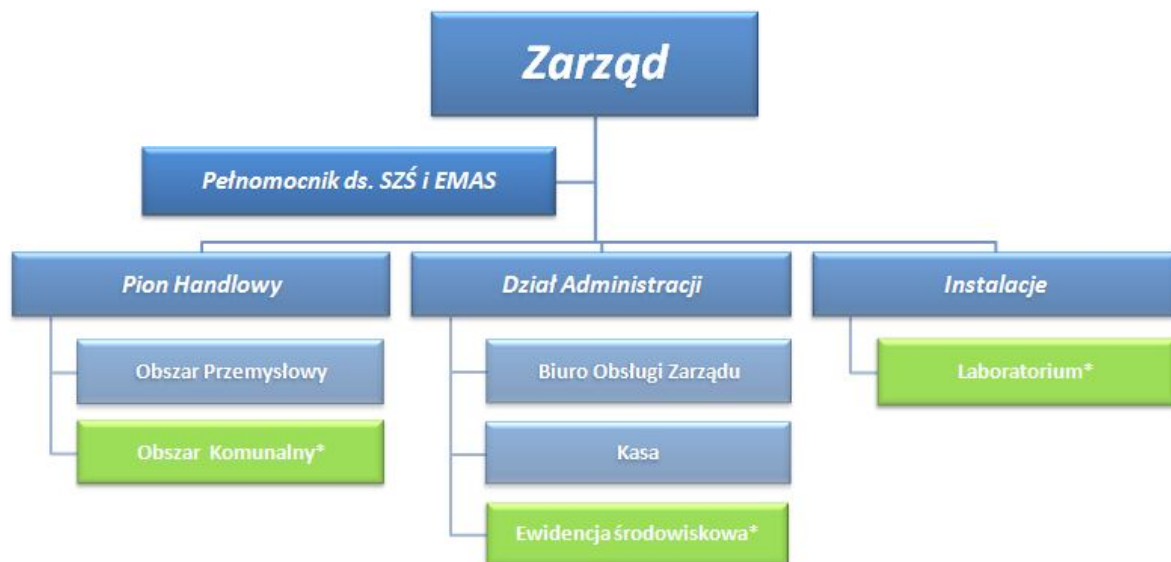 Zarząd
Pełnomocnik ds. SZŚ i EMAS
Pion Handlowy
Dział Administracji
Instalacje
Obszar Przemysłowy
Biuro Obsługi Zarządu
Laboratorium*
Obszar Komunalny*
Kasa
Ewidencja środowiskowa*